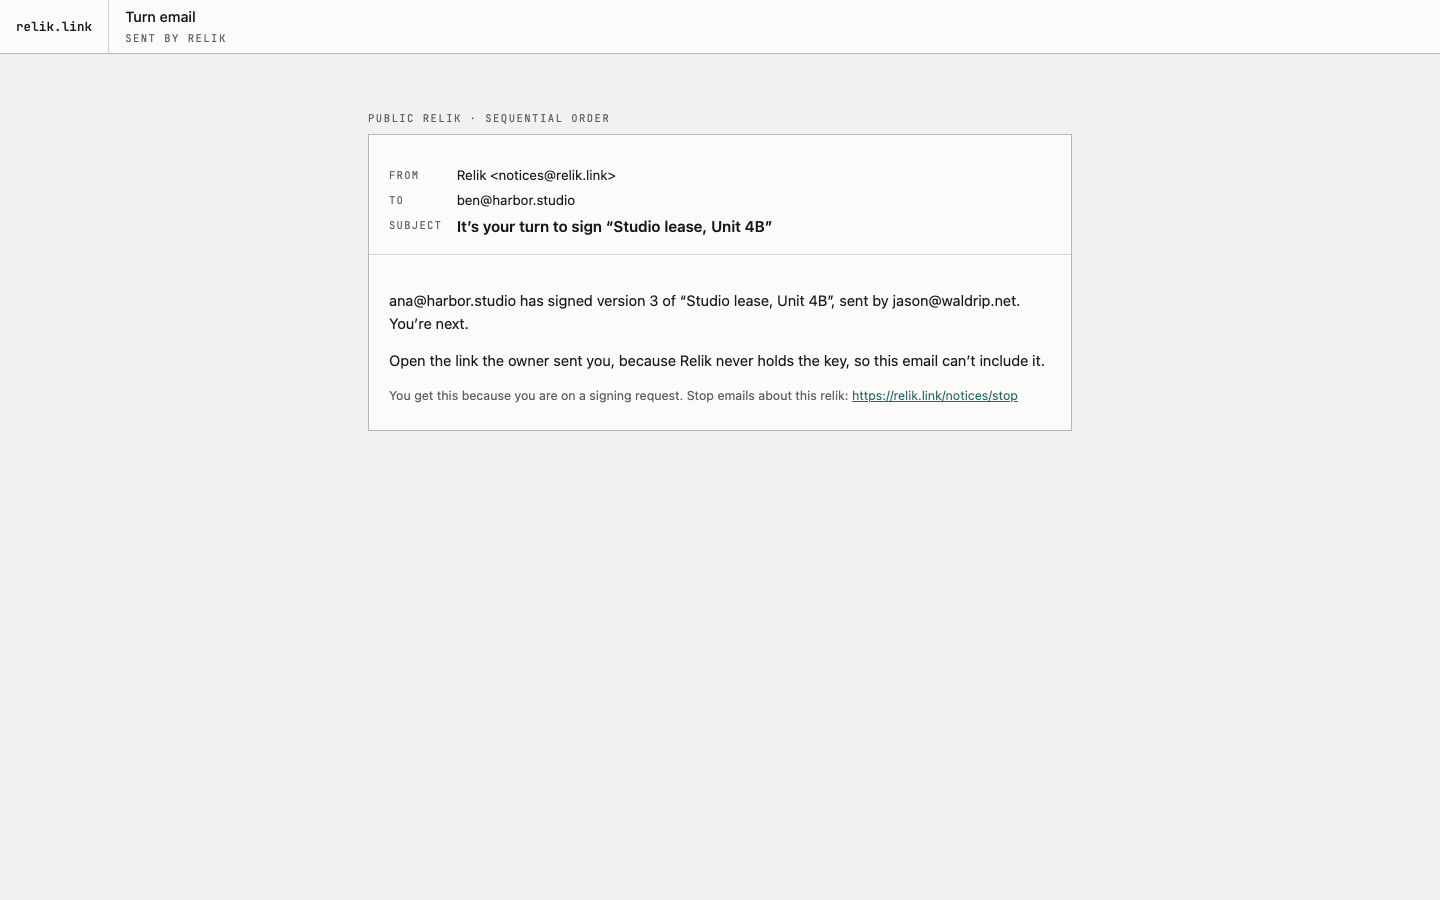 relik.link
Turn email
SENT BY RELIK
PUBLIC RELIK · SEQUENTIAL ORDER
FROM Relik <notices@relik.link>
TO ben@harbor.studio
SUBJECT It’s your turn to sign “Studio lease, Unit 4B”
ana@harbor.studio has signed version 3 of “Studio lease, Unit 4B”, sent by jason@waldrip.net.
You’re next.
Open the link the owner sent you, because Relik never holds the key, so this email can’t include it.
You get this because you are on a signing request. Stop emails about this relik: https://relik.link/notices/stop